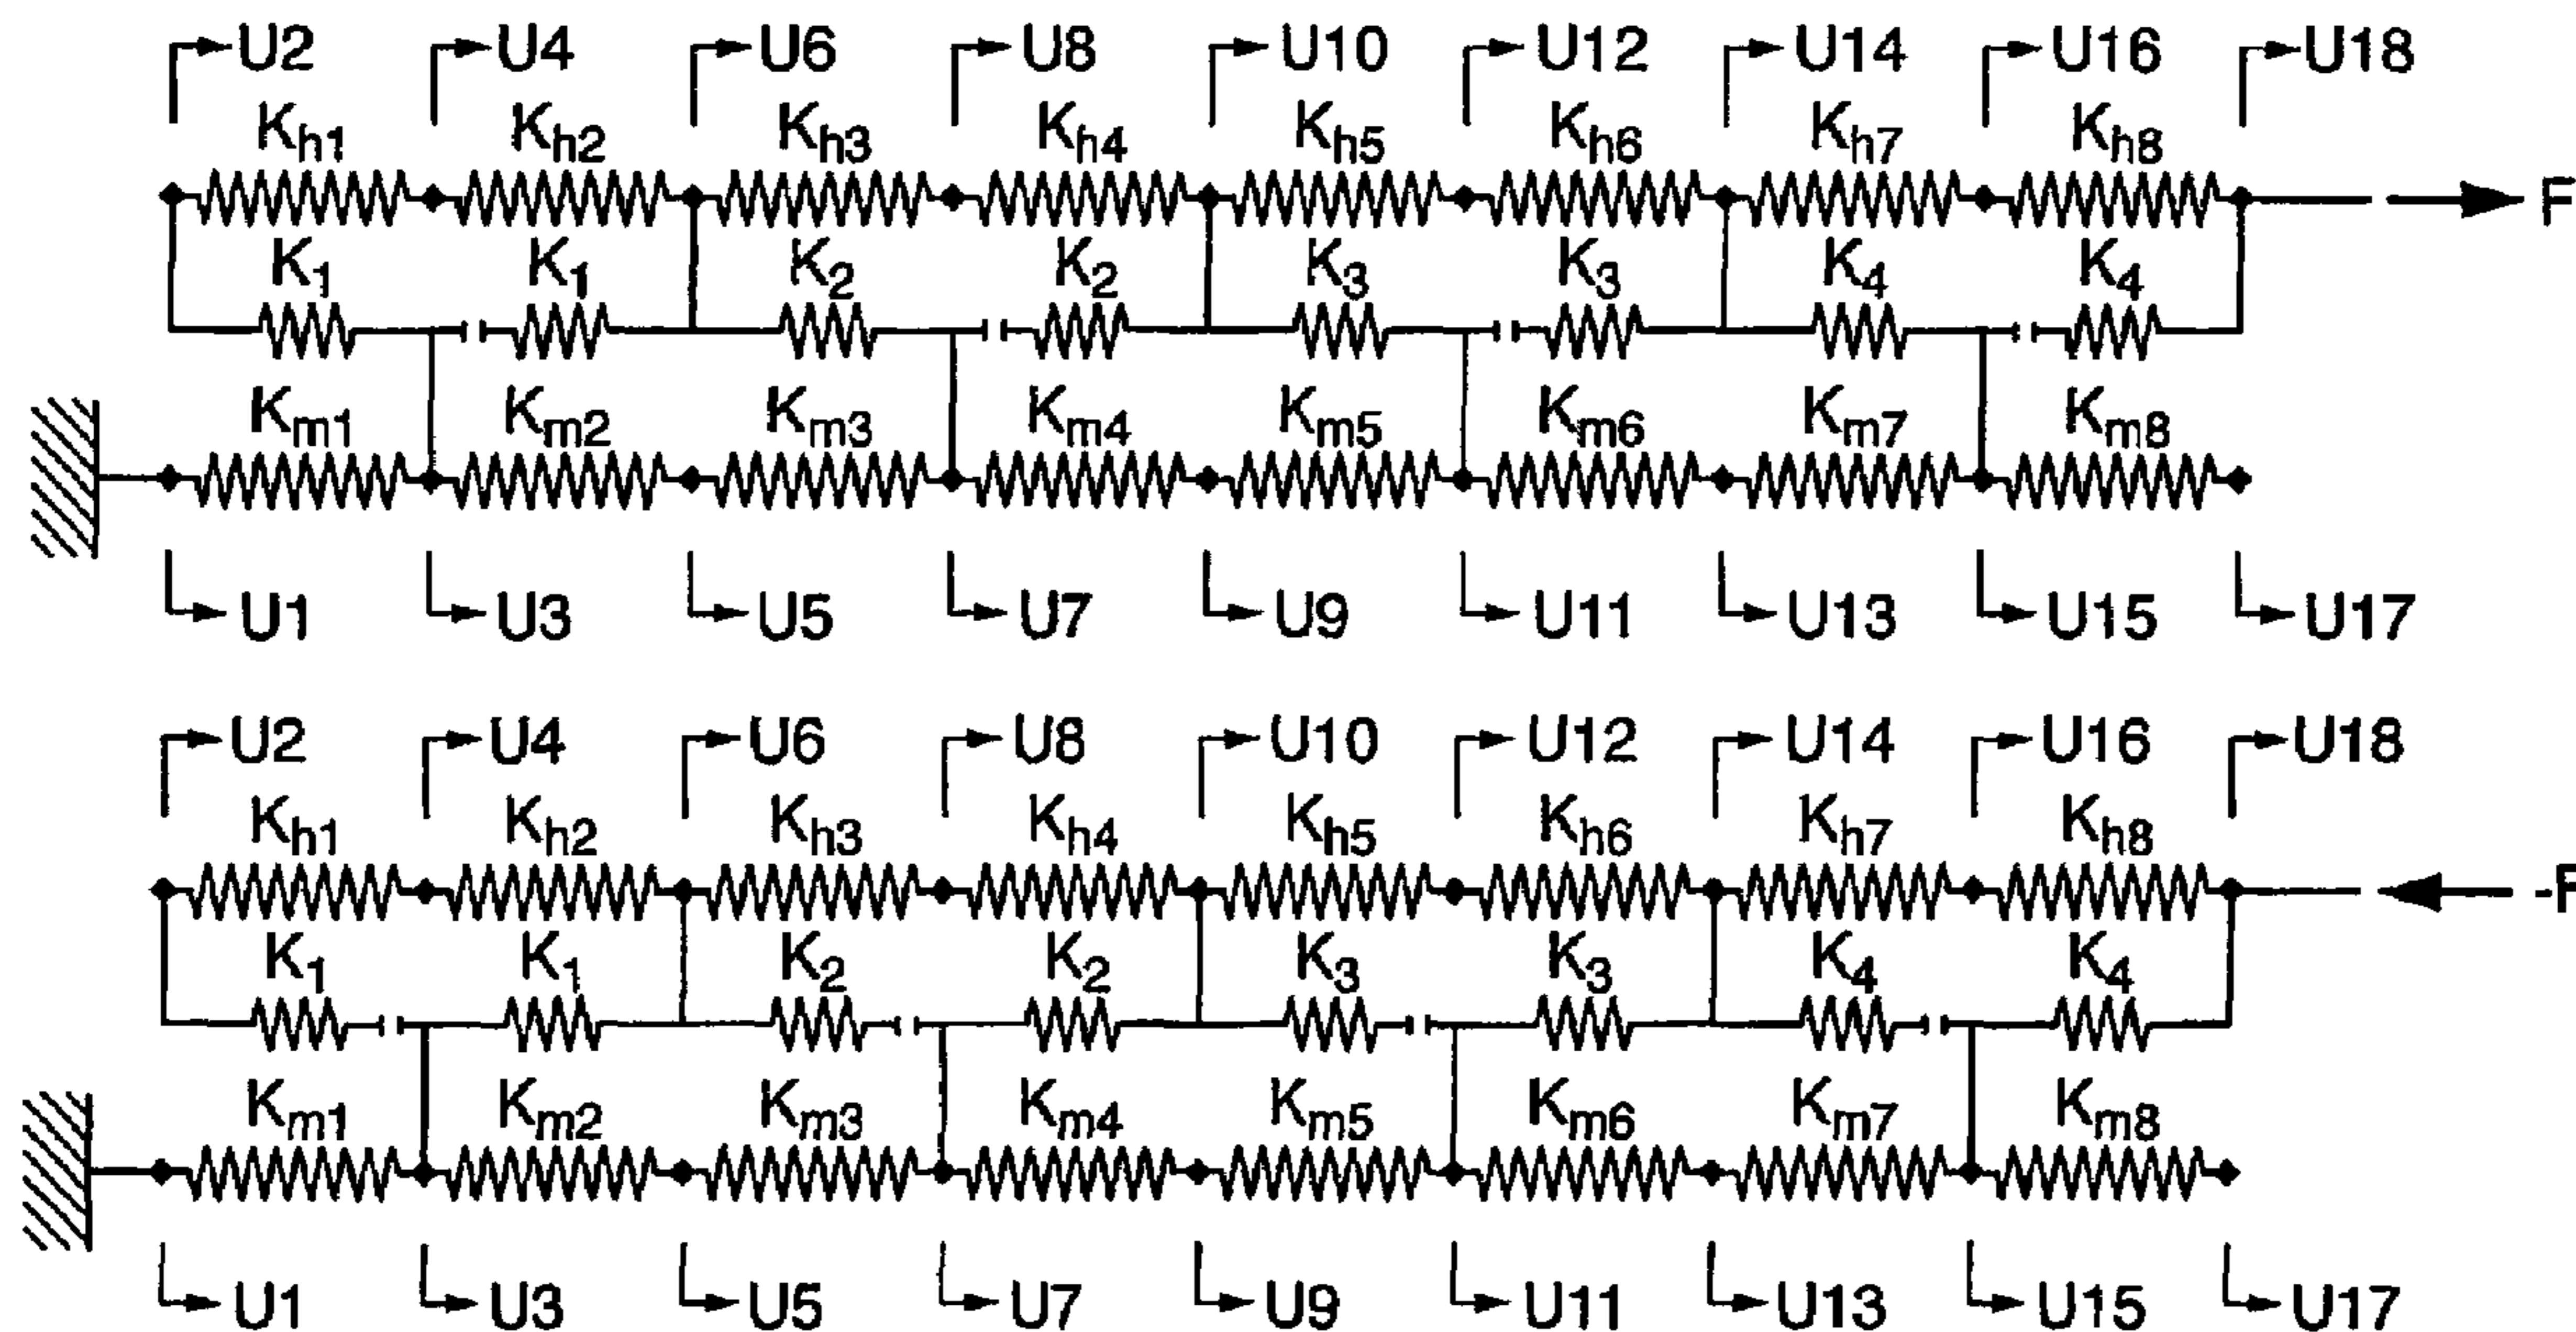 U2 U4 U6 U8 U10 U12 U14 U16 U18
Kh1 Kh2 Kh3 Kh4 Kh5 Kh6 Kh7 Kh8
F
K1 K1 K2 K2 K3 K3 K4 K4
Km1 Km2 Km3 Km4 Km5 Km6 Km7 Km8
U1 U3 U5 U7 U9 U11 U13 U15 U17
U2 U4 U6 U8 U10 U12 U14 U16 U18
Kh1 Kh2 Kh3 Kh4 Kh5 Kh6 Kh7 Kh8
-F
K1 K1 K2 K2 K3 K3 K4 K4
Km1 Km2 Km3 Km4 Km5 Km6 Km7 Km8
U1 U3 U5 U7 U9 U11 U13 U15 U17